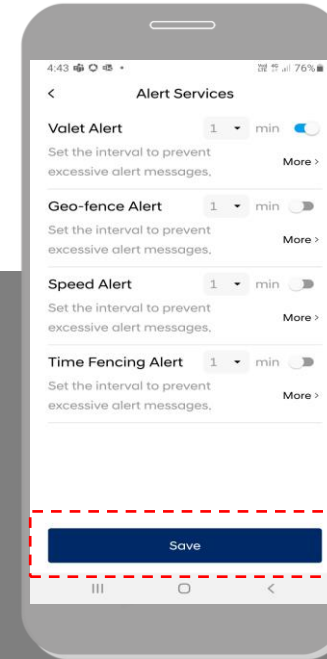 4:43 76%
< Alert Services
Valet Alert 1 min
Set the interval to prevent
excessive alert messages,
More >
Geo-fence Alert 1 min
Set the interval to prevent
excessive alert messages,
More >
Speed Alert 1 min
Set the interval to prevent
excessive alert messages,
More >
Time Fencing Alert 1 min
Set the interval to prevent
excessive alert messages,
More >
Save